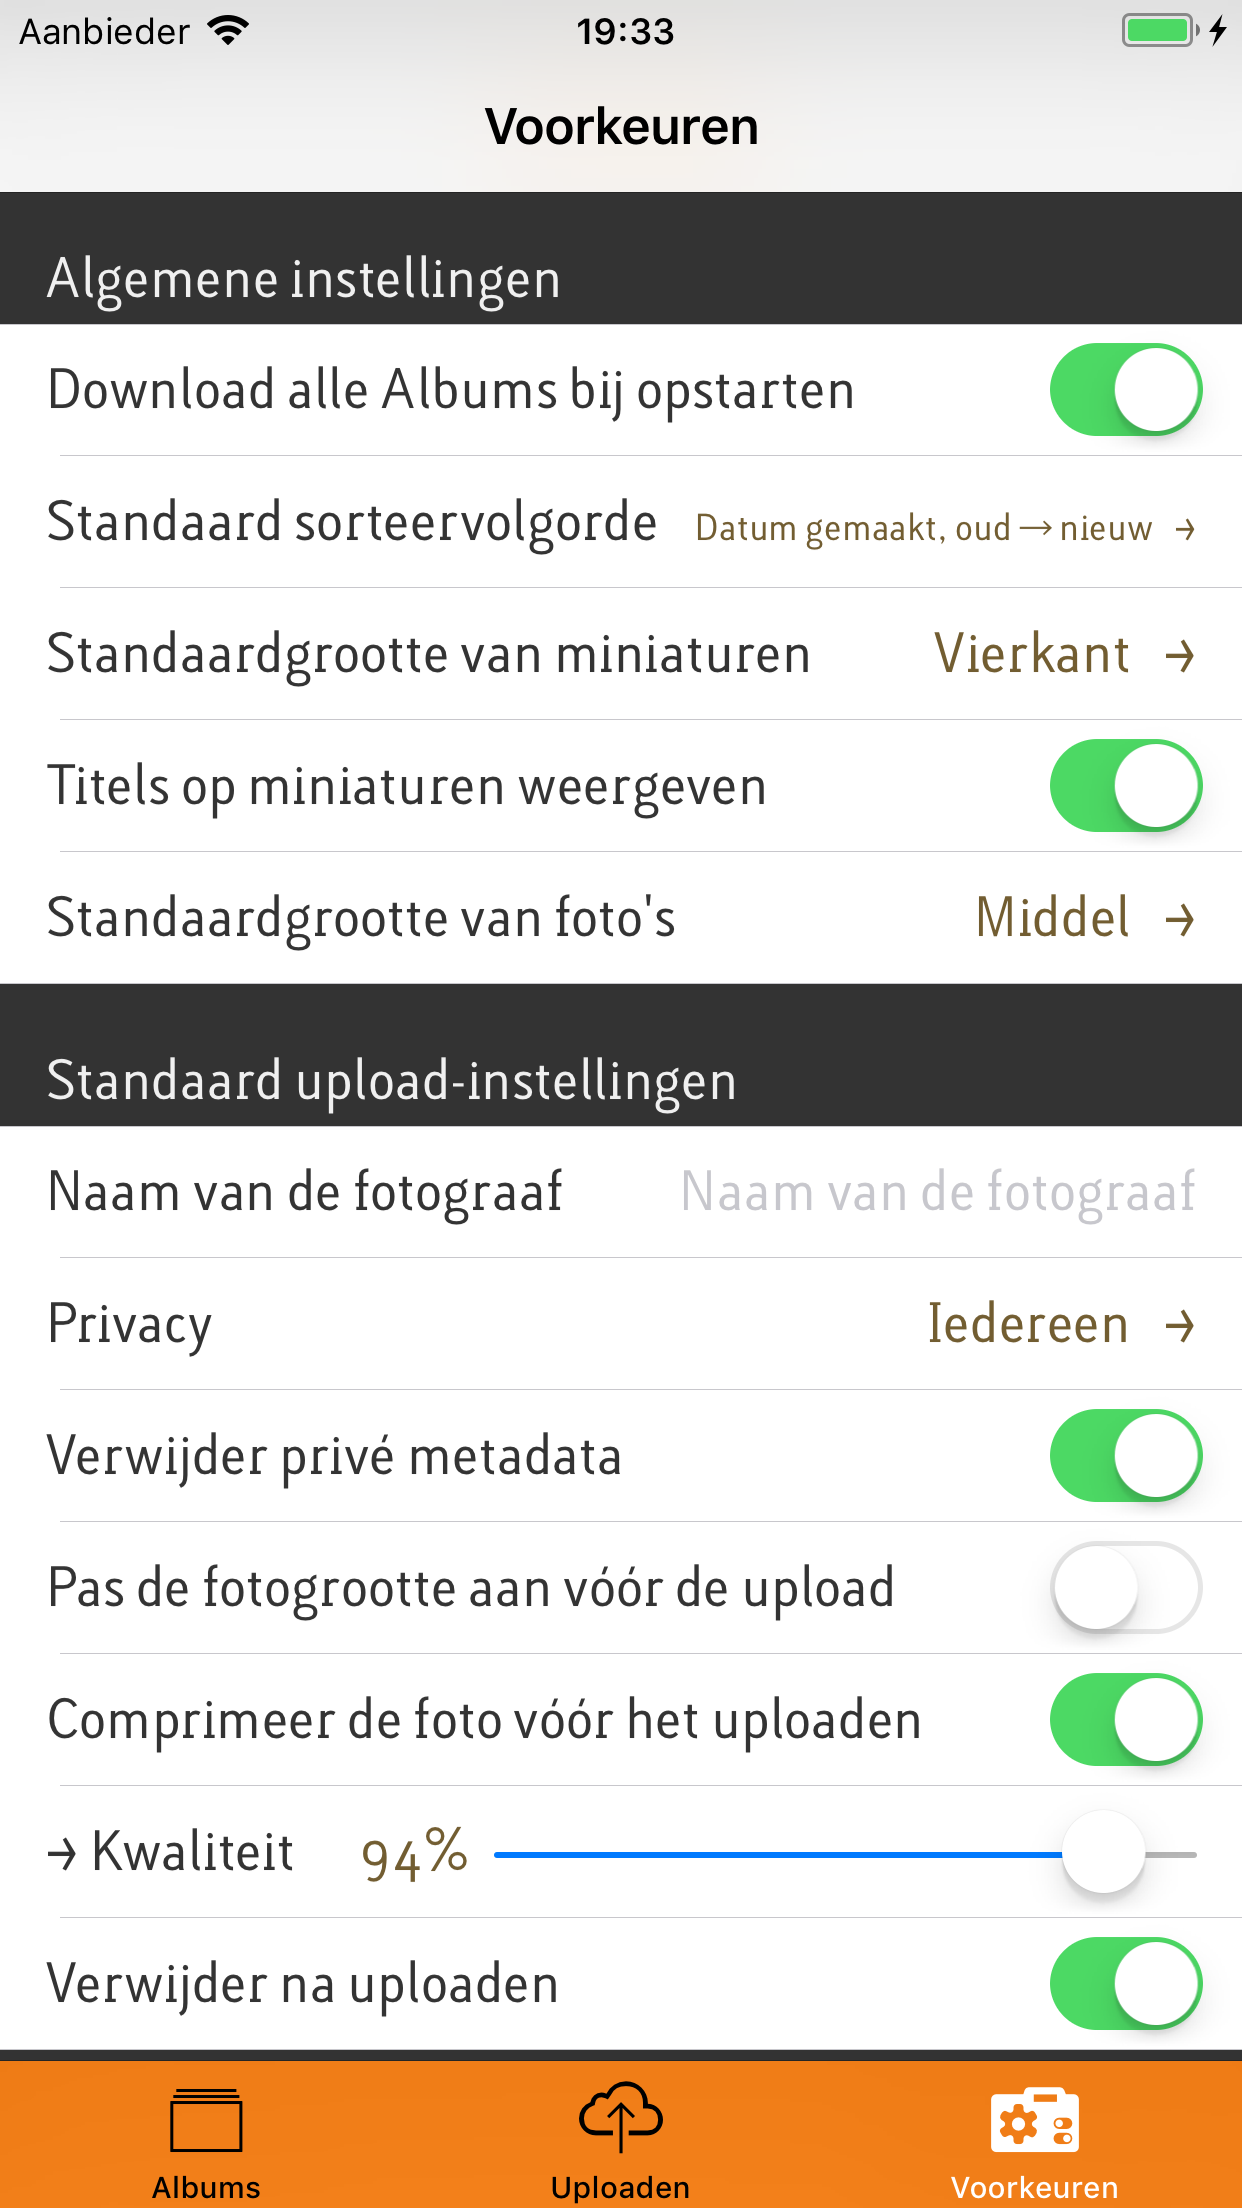 Aanbieder 19:33
Voorkeuren
Algemene instellingen
Download alle Albums bij opstarten
Standaard sorteervolgorde Datum gemaakt, oud → nieuw →
Standaardgrootte van miniaturen Vierkant →
Titels op miniaturen weergeven
Standaardgrootte van foto's Middel →
Standaard upload-instellingen
Naam van de fotograaf Naam van de fotograaf
Privacy Iedereen →
Verwijder privé metadata
Pas de fotogrootte aan vóór de upload
Comprimeer de foto vóór het uploaden
→ Kwaliteit 94%
Verwijder na uploaden
Albums Uploaden Voorkeuren